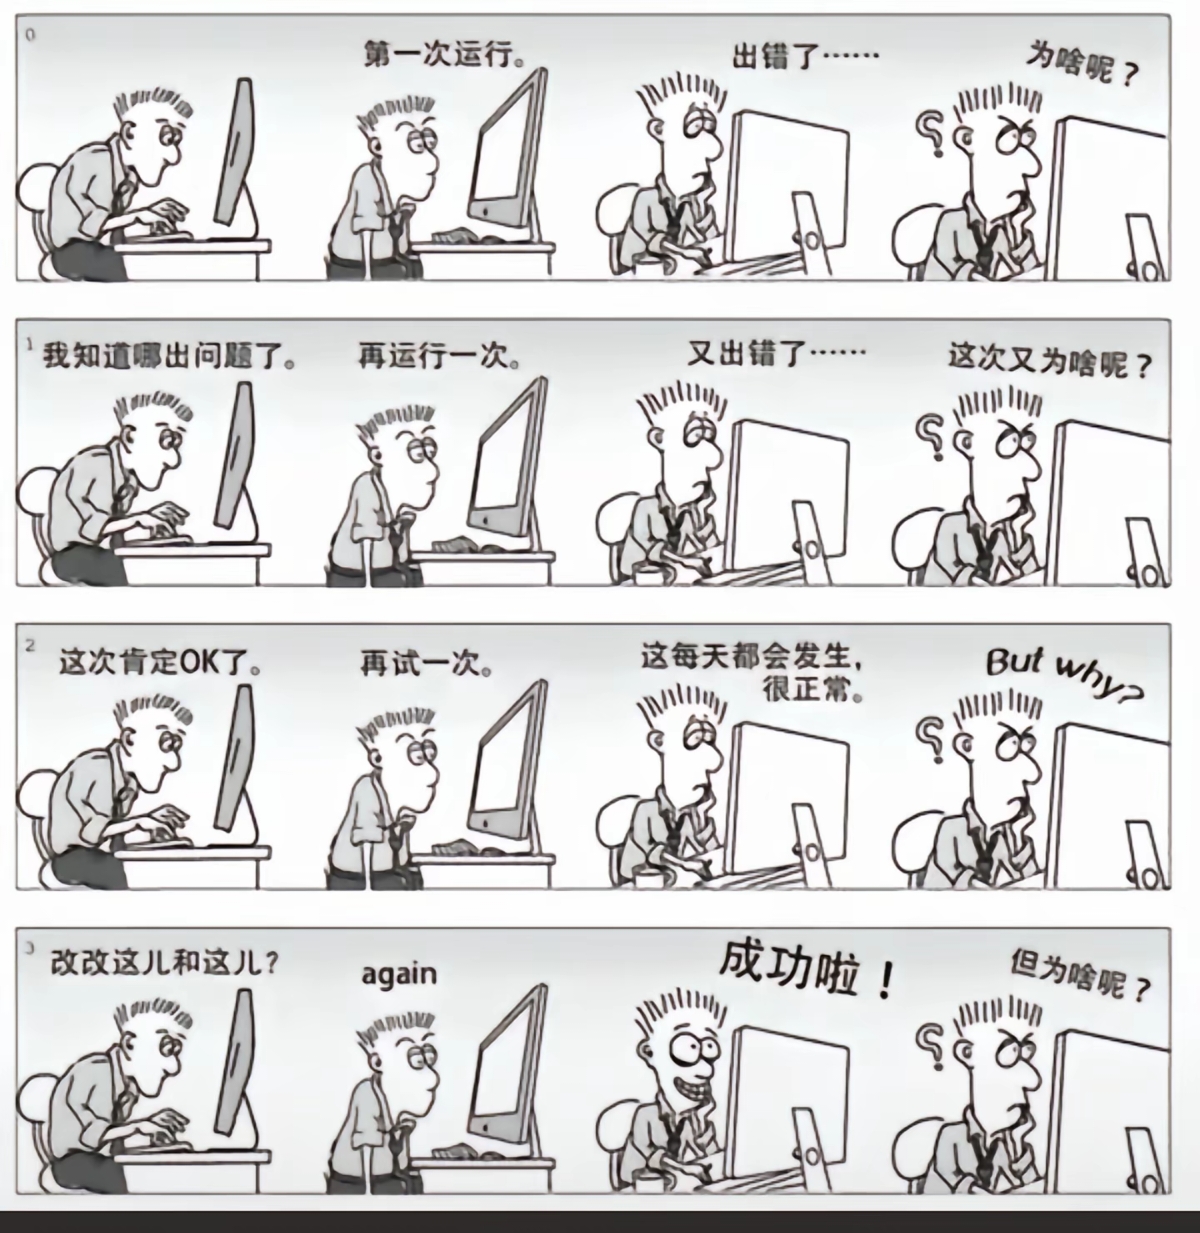 0
第一次运行。
出错了……
为啥呢？
1
我知道哪出问题了。
再运行一次。
又出错了……
这次又为啥呢？
2
这次肯定OK了。
再试一次。
这每天都会发生，
很正常。
But why?
3
改改这儿和这儿？
again
成功啦！
但为啥呢？